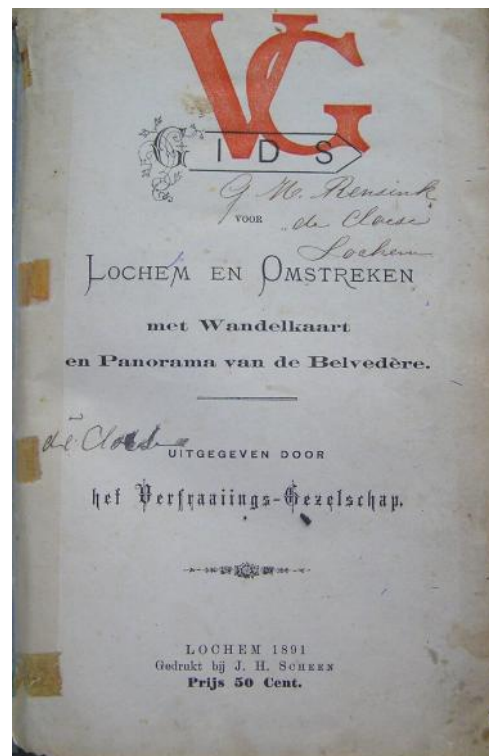 VG
GIDS
G. M. Rensink
VOOR
"de Cloese
Lochem
LOCHEM EN OMSTREKEN
met Wandelkaart
en Panorama van de Belvedère.
de Cloese
UITGEGEVEN DOOR
het Verfraaiings-Gezelschap.
LOCHEM 1891
Gedrukt bij J. H. SCHEEN
Prijs 50 Cent.